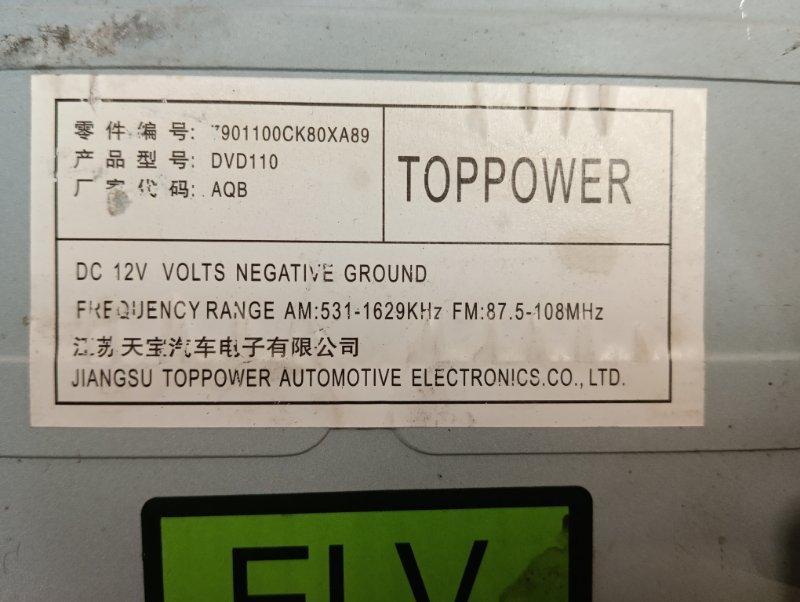 零件编号: 7901100CK80XA89
产品型号: DVD110
厂家代码: AQB
TOPPOWER
DC 12V VOLTS NEGATIVE GROUND
FREQUENCY RANGE AM:531-1629KHz FM:87.5-108MHz
江苏天宝汽车电子有限公司
JIANGSU TOPPOWER AUTOMOTIVE ELECTRONICS.CO., LTD.
ELV